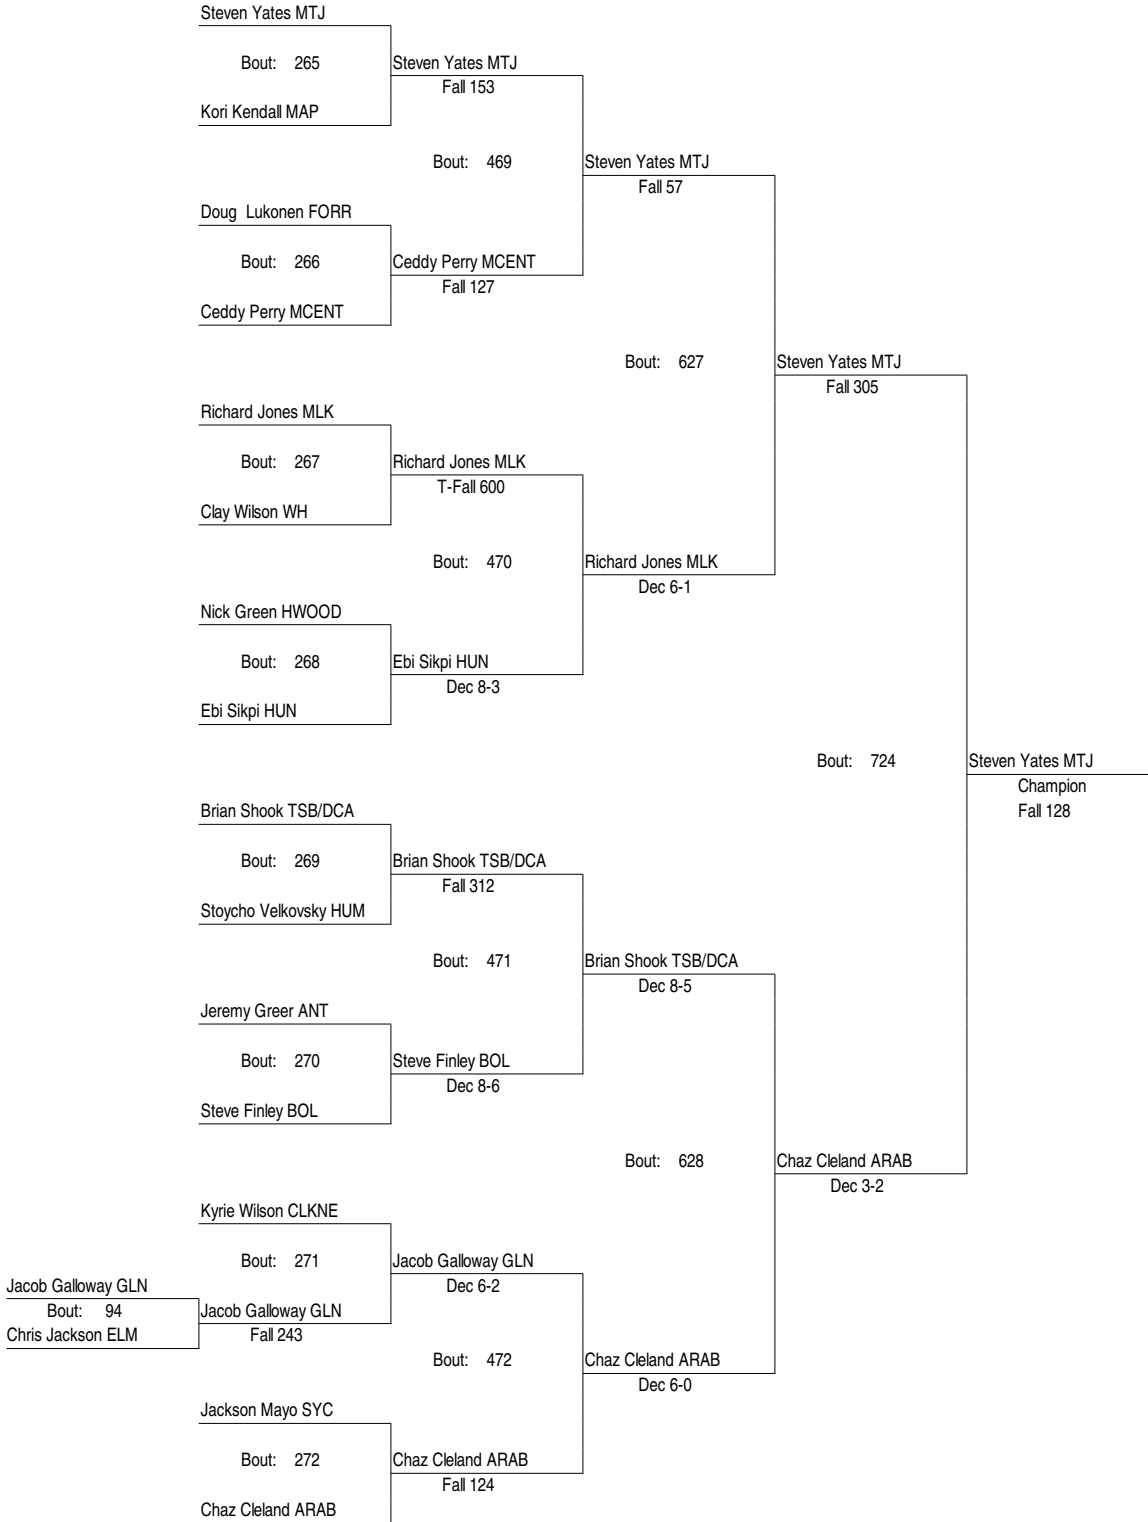 Steven Yates MTJ
Bout: 265
Steven Yates MTJ
Fall 153
Kori Kendall MAP
Bout: 469
Steven Yates MTJ
Fall 57
Doug  Lukonen FORR
Bout: 266
Ceddy Perry MCENT
Fall 127
Ceddy Perry MCENT
Bout: 627
Steven Yates MTJ
Fall 305
Richard Jones MLK
Bout: 267
Richard Jones MLK
T-Fall 600
Clay Wilson WH
Bout: 470
Richard Jones MLK
Dec 6-1
Nick Green HWOOD
Bout: 268
Ebi Sikpi HUN
Dec 8-3
Ebi Sikpi HUN
Bout: 724
Steven Yates MTJ
Champion
Fall 128
Brian Shook TSB/DCA
Bout: 269
Brian Shook TSB/DCA
Fall 312
Stoycho Velkovsky HUM
Bout: 471
Brian Shook TSB/DCA
Dec 8-5
Jeremy Greer ANT
Bout: 270
Steve Finley BOL
Dec 8-6
Steve Finley BOL
Bout: 628
Chaz Cleland ARAB
Dec 3-2
Kyrie Wilson CLKNE
Bout: 271
Jacob Galloway GLN
Dec 6-2
Jacob Galloway GLN
Bout: 94
Jacob Galloway GLN
Chris Jackson ELM
Fall 243
Bout: 472
Chaz Cleland ARAB
Dec 6-0
Jackson Mayo SYC
Bout: 272
Chaz Cleland ARAB
Fall 124
Chaz Cleland ARAB